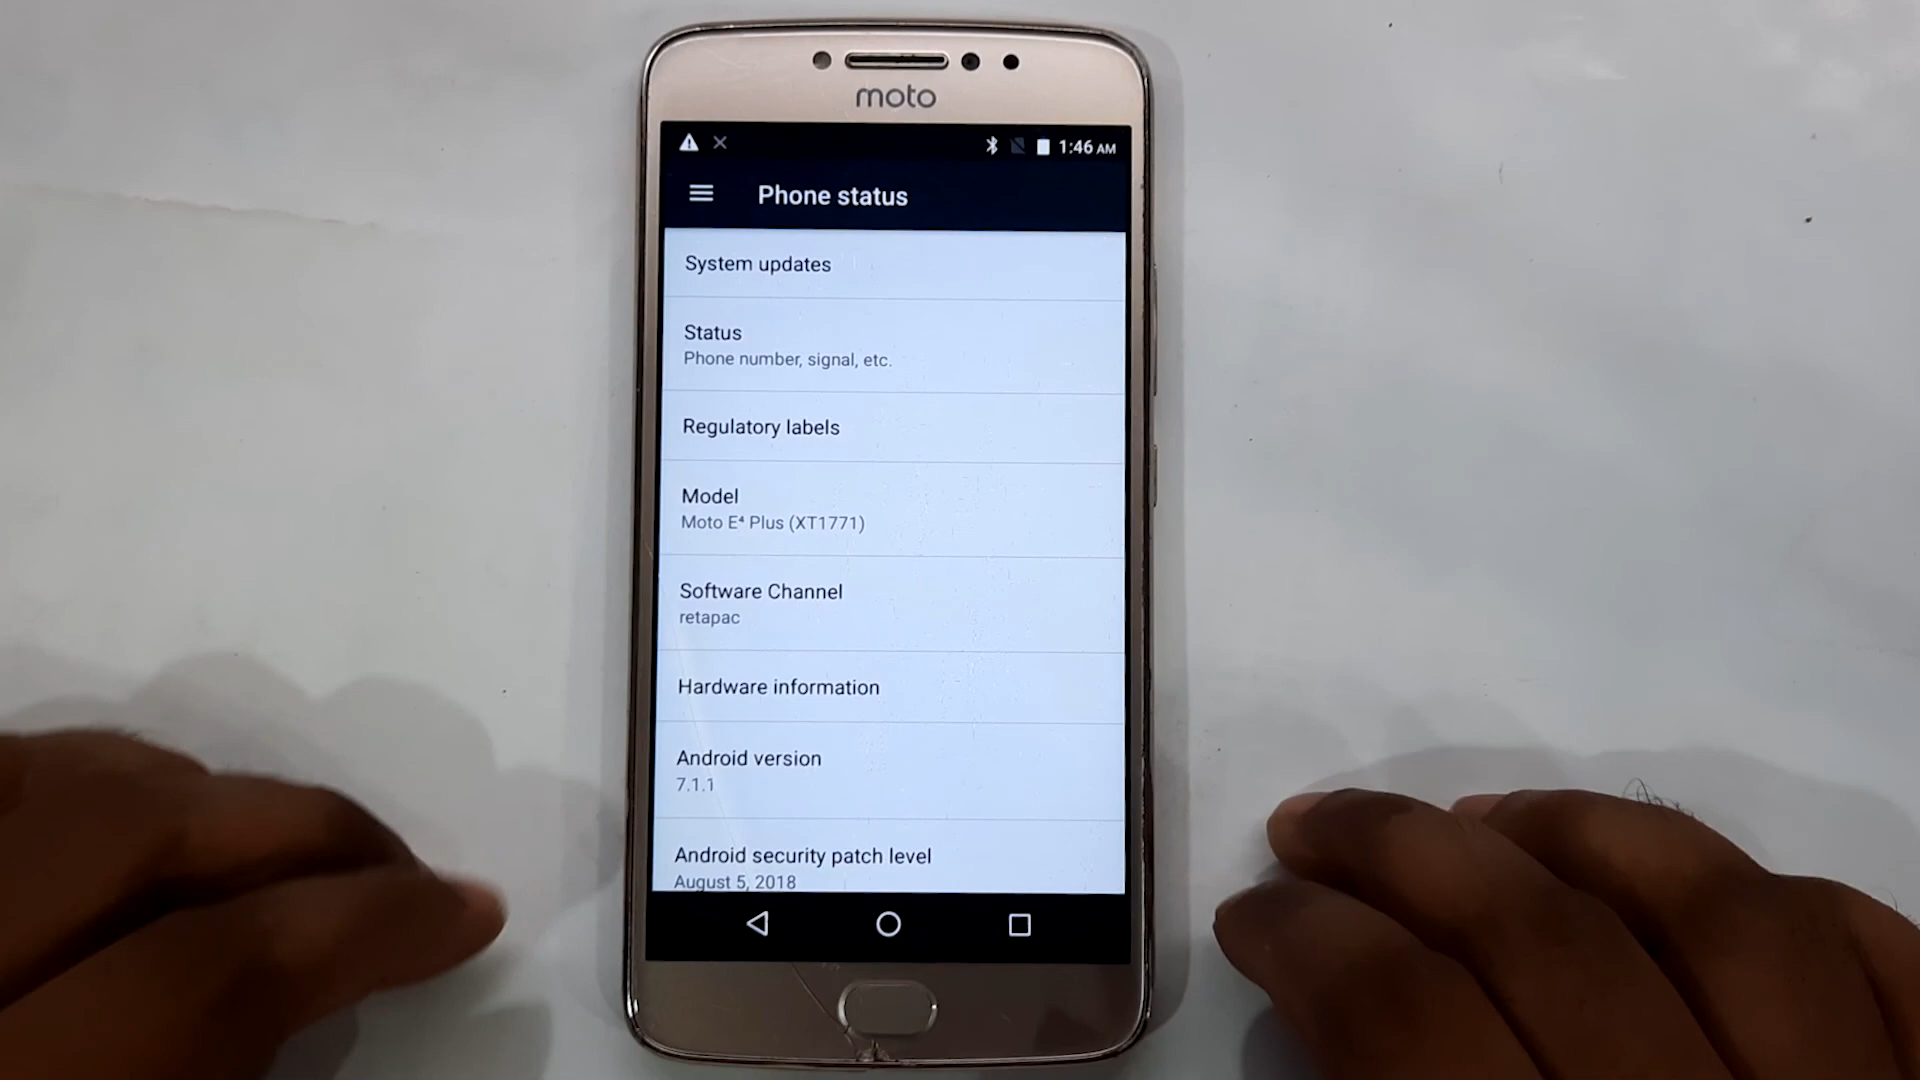 moto
1:46 AM
Phone status
System updates
Status
Phone number, signal, etc.
Regulatory labels
Model
Moto E⁴ Plus (XT1771)
Software Channel
retapac
Hardware information
Android version
7.1.1
Android security patch level
August 5, 2018